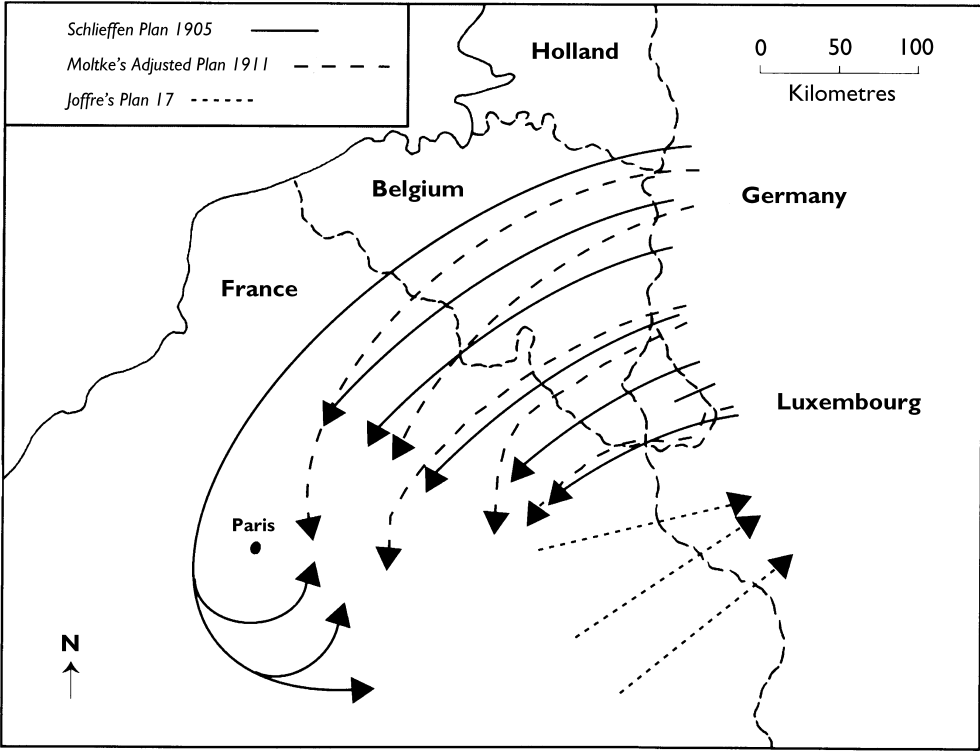 Schlieffen Plan 1905
Moltke's Adjusted Plan 1911
Joffre's Plan 17
Holland
0 50 100
Kilometres
Belgium
Germany
France
Luxembourg
Paris
N